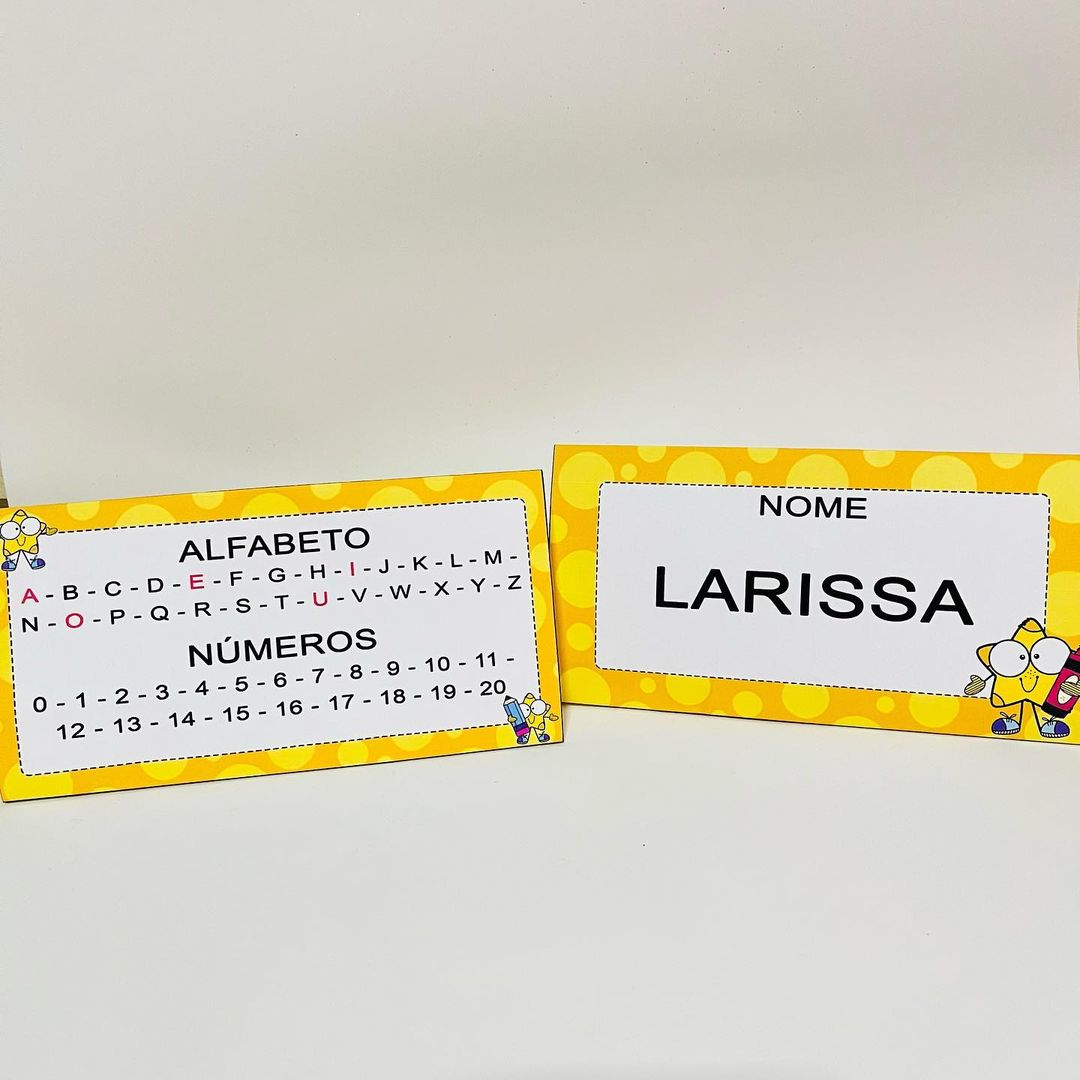 ALFABETO
A - B - C - D - E - F - G - H - I - J - K - L - M -
N - O - P - Q - R - S - T - U - V - W - X - Y - Z
NÚMEROS
0 - 1 - 2 - 3 - 4 - 5 - 6 - 7 - 8 - 9 - 10 - 11 -
12 - 13 - 14 - 15 - 16 - 17 - 18 - 19 - 20
NOME
LARISSA